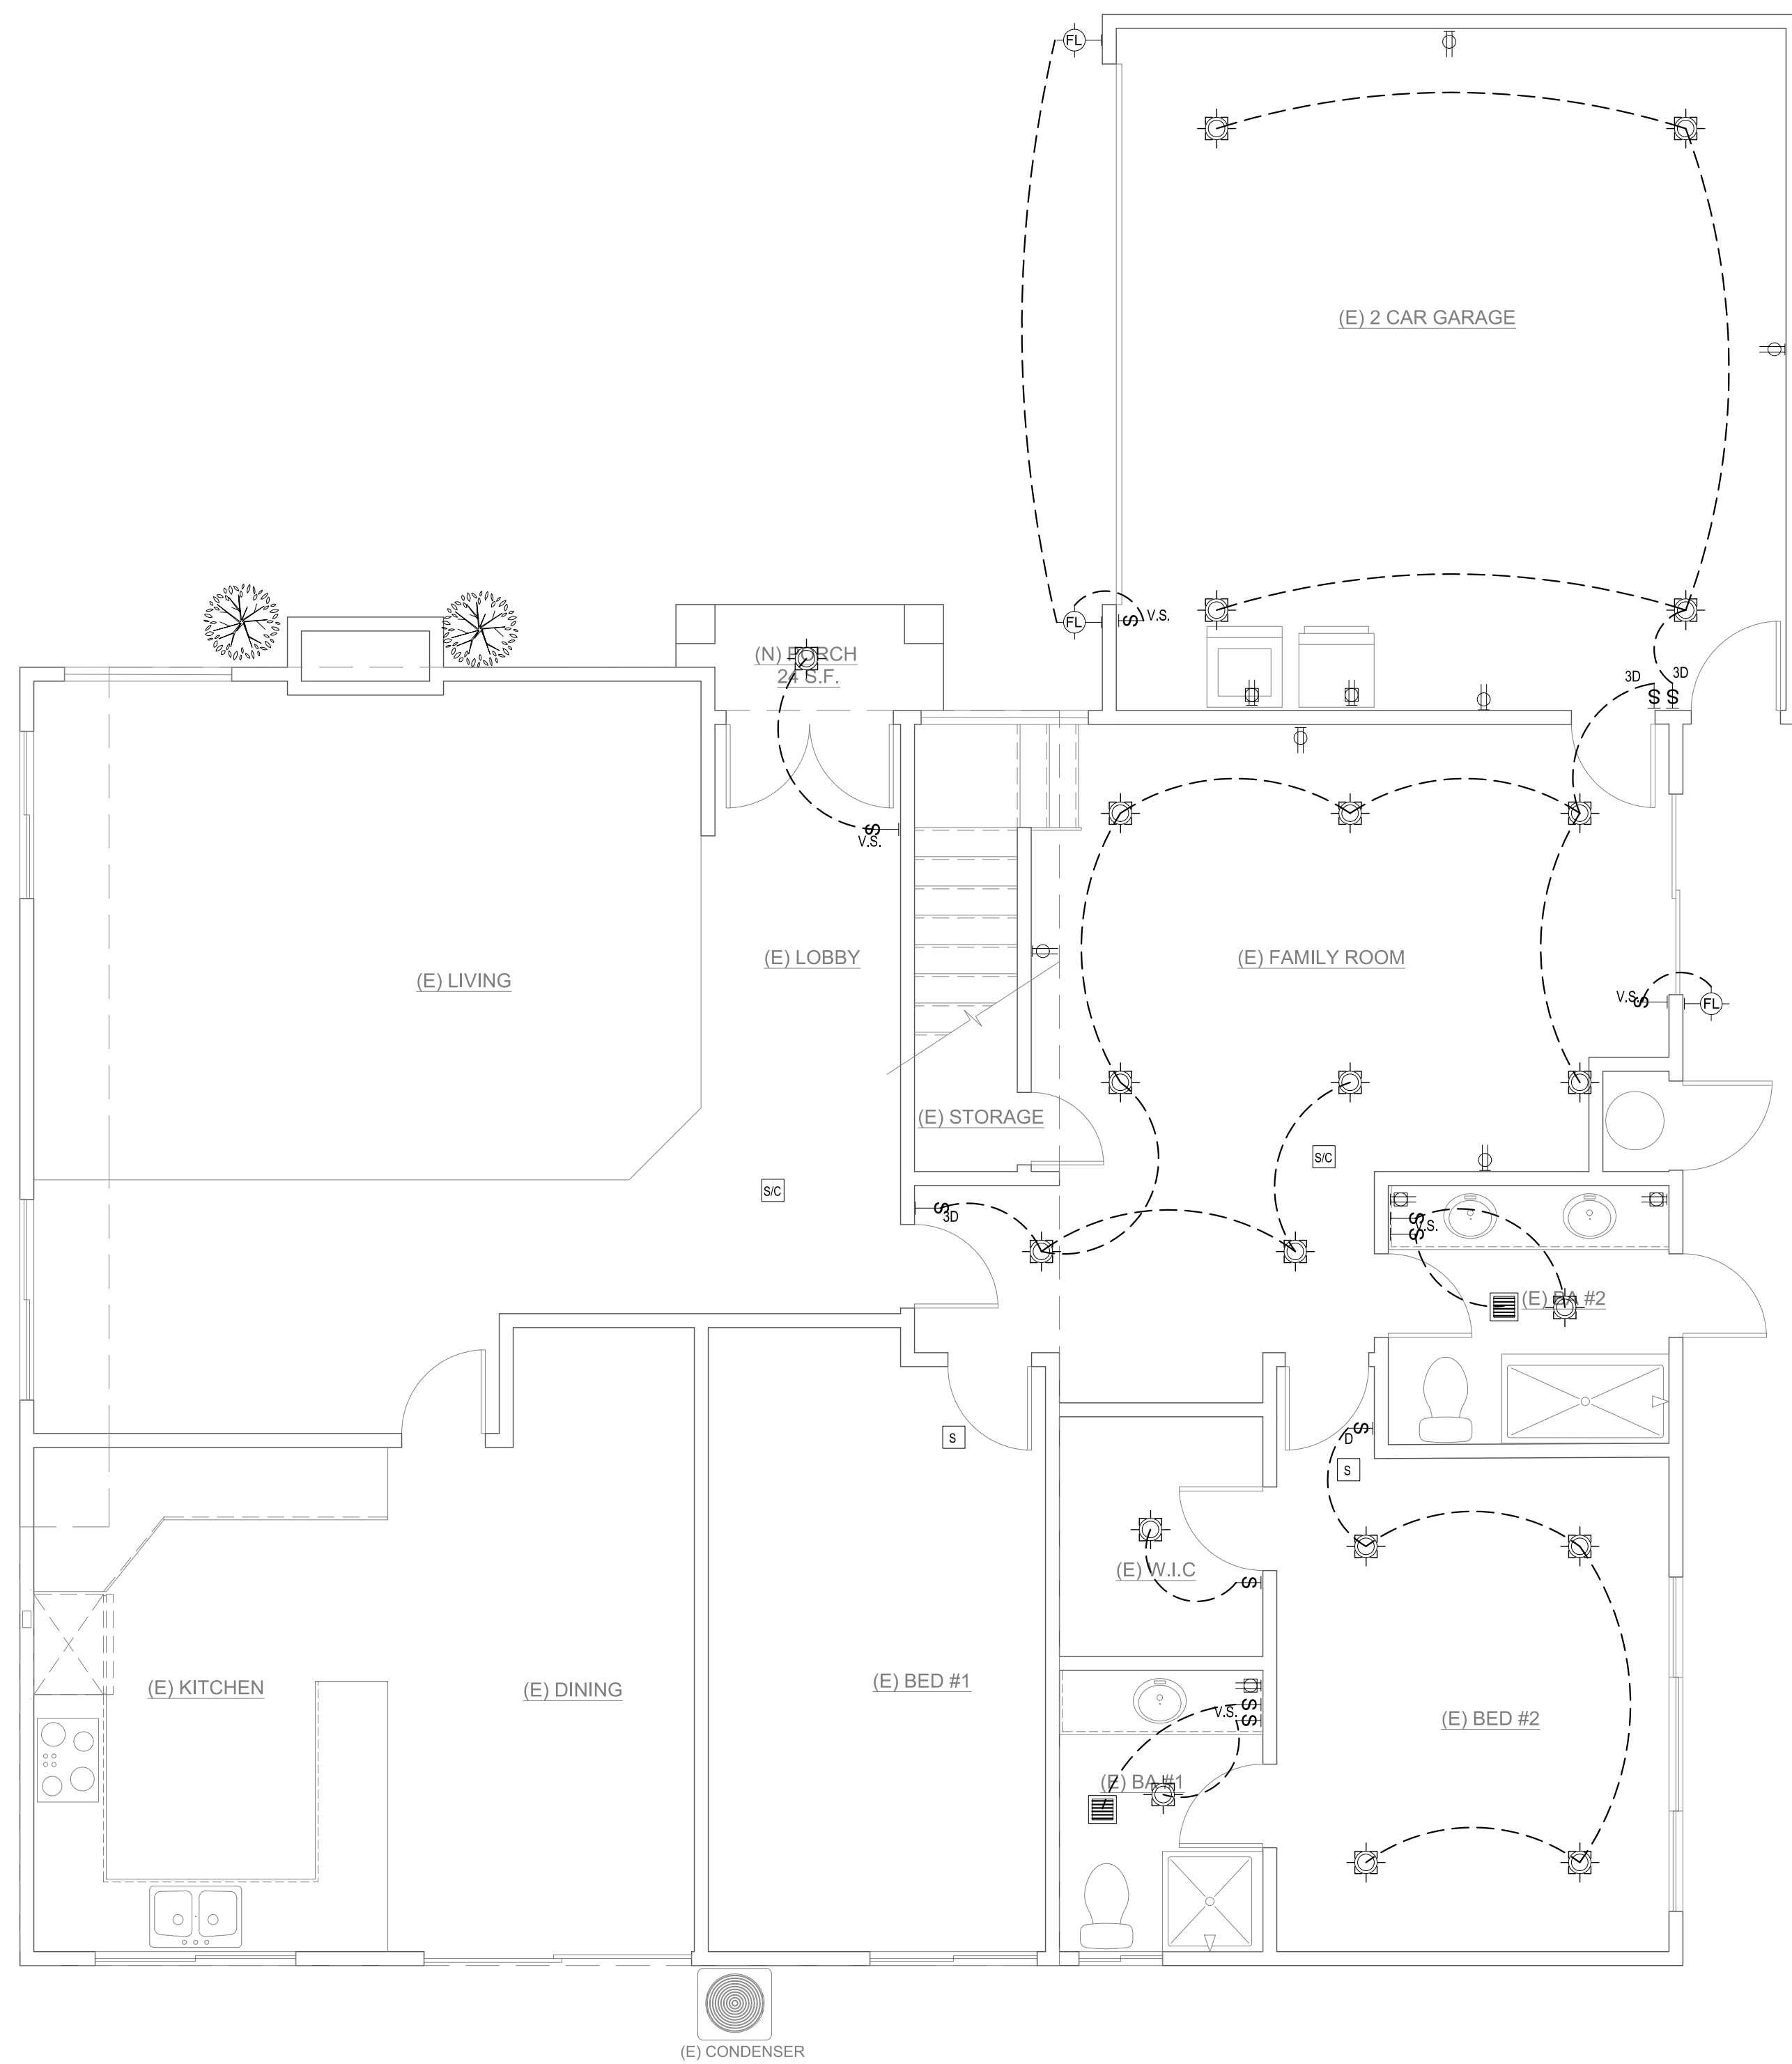 FL
(E) 2 CAR GARAGE
FL
$
V.S.
(N) PORCH
24 S.F.
3D
3D
$ $
$
V.S.
(E) LOBBY
(E) FAMILY ROOM
(E) LIVING
V.S.
$
FL
(E) STORAGE
S/C
S/C
$
3D
$
V.S.
$
(E) BA #2
S
$
D
S
(E) W.I.C
$
(E) KITCHEN
(E) DINING
(E) BED #1
$
V.S.
$
(E) BED #2
(E) BA #1
(E) CONDENSER